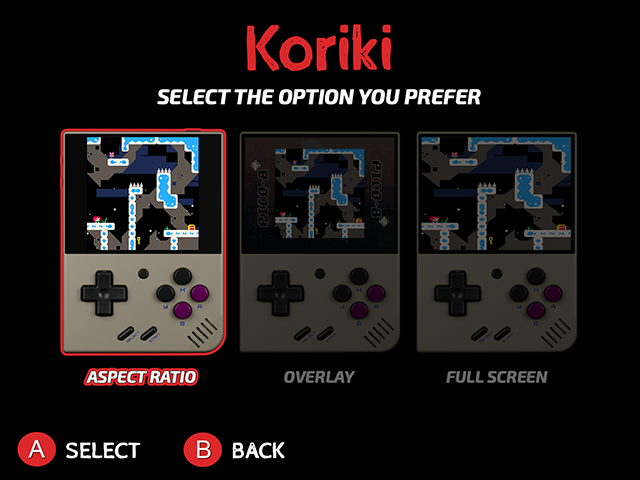 Koriki
SELECT THE OPTION YOU PREFER
ASPECT RATIO
OVERLAY
FULL SCREEN
A SELECT
B BACK